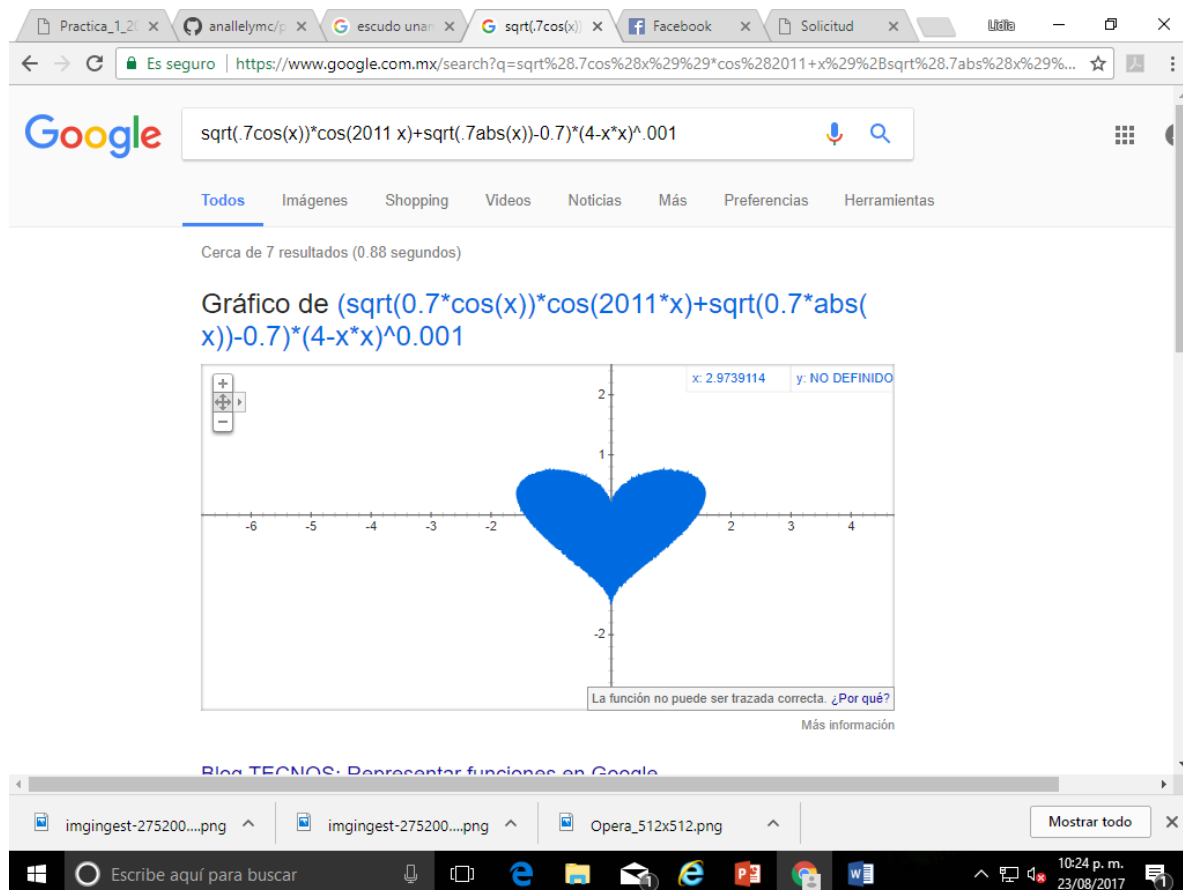 Practica_1_20
anallelymc/p
escudo unam
sqrt(.7cos(x))
Facebook
Solicitud
Lidia
Es seguro | https://www.google.com.mx/search?q=sqrt%28.7cos%28x%29%29*cos%282011+x%29%2Bsqrt%28.7abs%28x%29%...
Google
sqrt(.7cos(x))*cos(2011 x)+sqrt(.7abs(x))-0.7)*(4-x*x)^.001
Todos Imágenes Shopping Videos Noticias Más Preferencias Herramientas
Cerca de 7 resultados (0.88 segundos)
Gráfico de (sqrt(0.7*cos(x))*cos(2011*x)+sqrt(0.7*abs(
x))-0.7)*(4-x*x)^0.001
x: 2.9739114 y: NO DEFINIDO
2
1
-6 -5 -4 -3 -2 2 3 4
-2
La función no puede ser trazada correcta. ¿Por qué?
Más información
Blog TECNOS: Representar funciones en Google
imgingest-275200....png
imgingest-275200....png
Opera_512x512.png
Mostrar todo
Escribe aquí para buscar
10:24 p. m.
23/08/2017